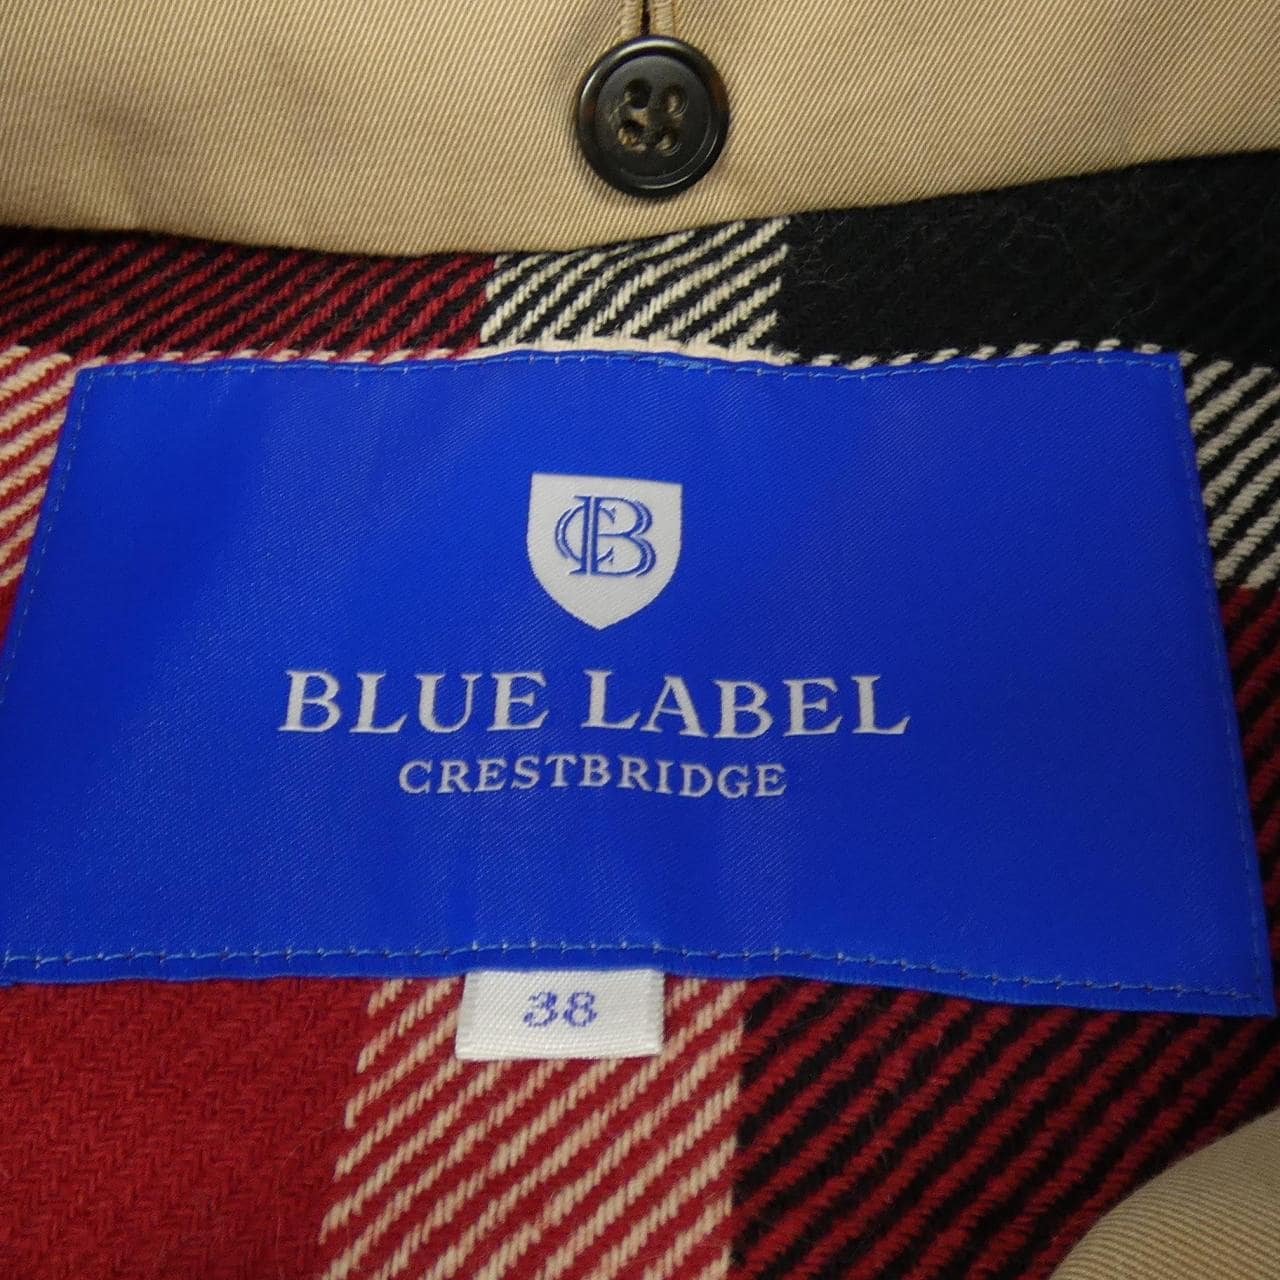 CB
BLUE LABEL
CRESTBRIDGE
38